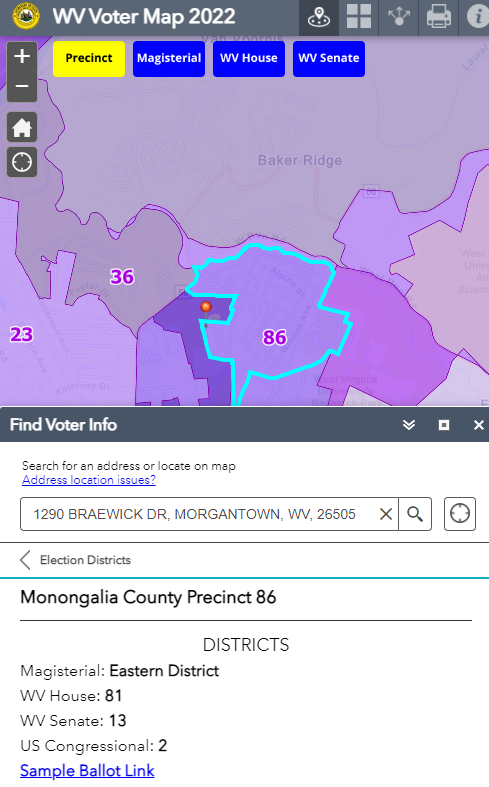 WV Voter Map 2022
Van Voorhis
Laurel
Precinct
Magisterial
WV House
WV Senate
Baker Ridge
36
23
86
Find Voter Info
Search for an address or locate on map
Address location issues?
1290 BRAEWICK DR, MORGANTOWN, WV, 26505
Election Districts
Monongalia County Precinct 86
DISTRICTS
Magisterial: Eastern District
WV House: 81
WV Senate: 13
US Congressional: 2
Sample Ballot Link